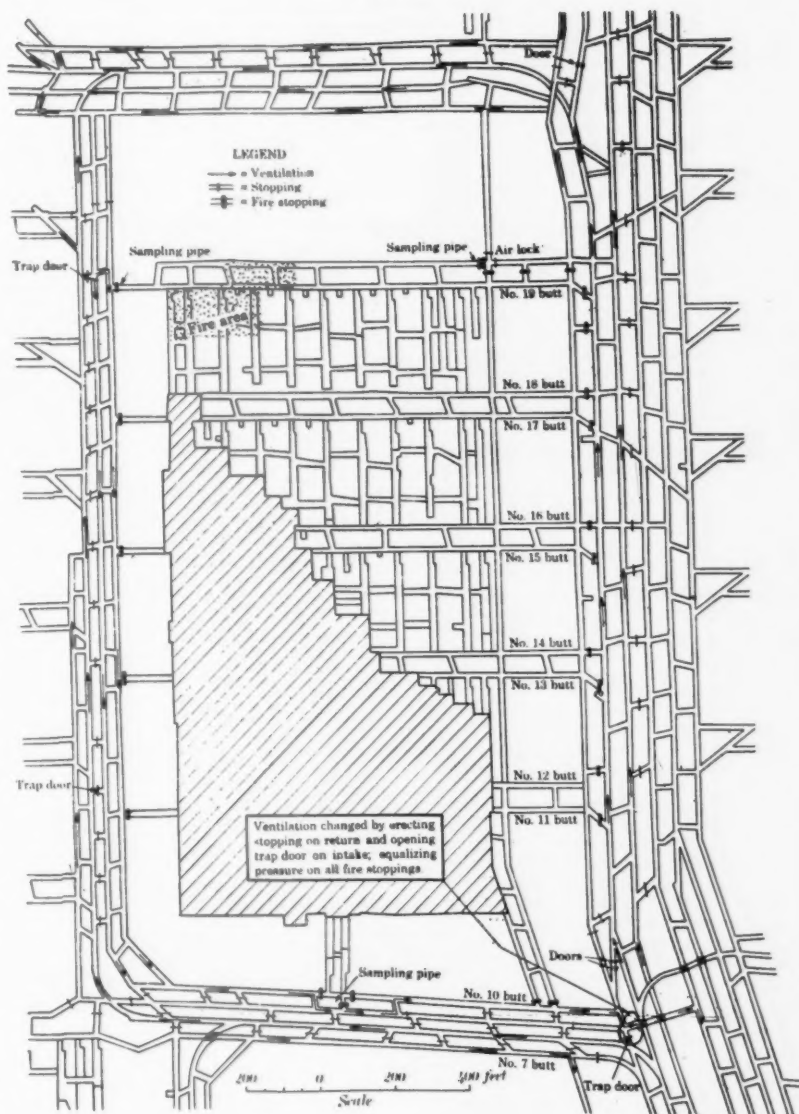 Door
LEGEND
= Ventilation
= Stopping
= Fire stopping
Sampling pipe
Sampling pipe
Air lock
Trap door
No. 19 butt
Fire area
No. 18 butt
No. 17 butt
No. 16 butt
No. 15 butt
No. 14 butt
No. 13 butt
No. 12 butt
Trap door
No. 11 butt
Ventilation changed by erecting
stopping on return and opening
trap door on intake; equalizing
pressure on all fire stoppings
Doors
Sampling pipe
No. 10 butt
No. 7 butt
200 0 200 400 feet
Scale
Trap door